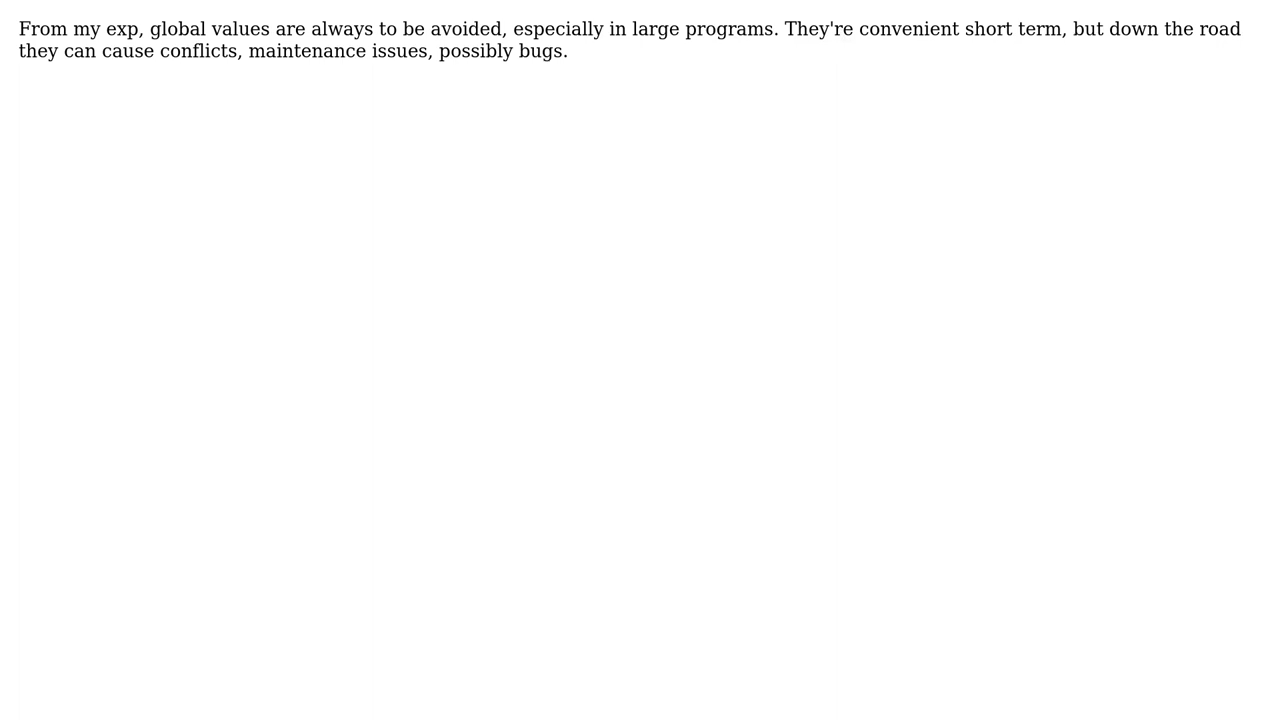 From my exp, global values are always to be avoided, especially in large programs. They're convenient short term, but down the road
they can cause conflicts, maintenance issues, possibly bugs.